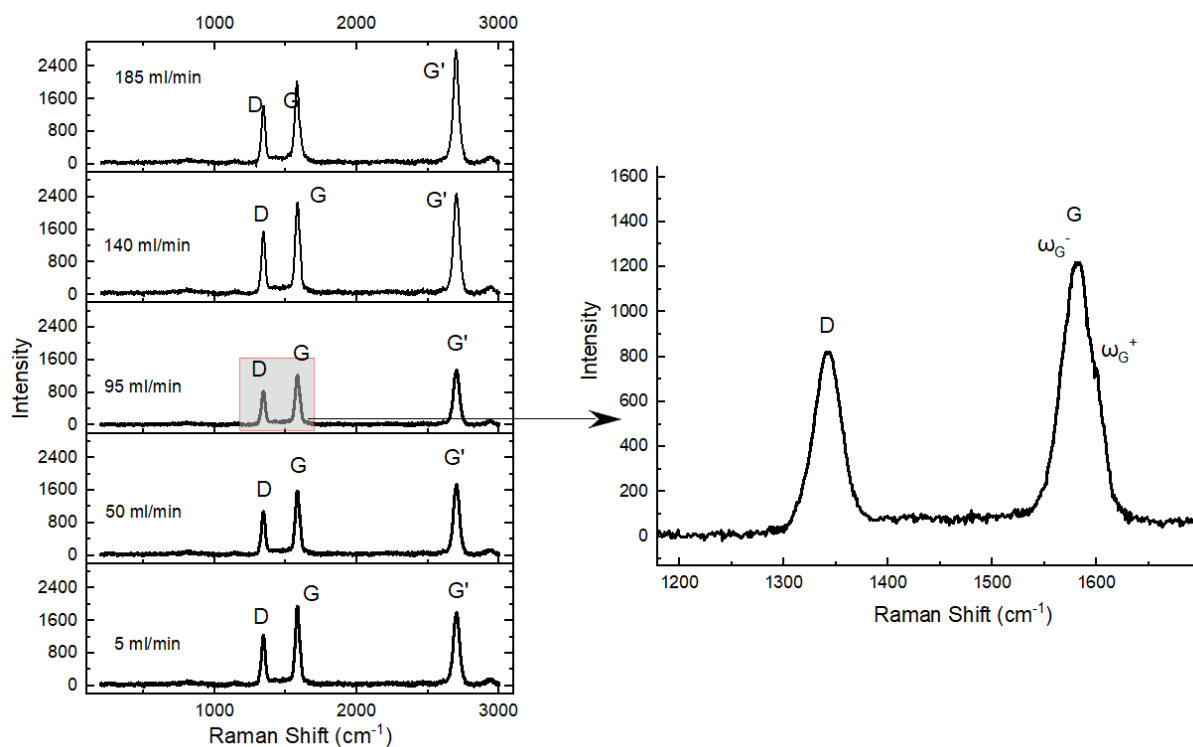 1000 2000 3000
2400
1600
800
0
185 ml/min
D
G
G'
2400
1600
800
0
140 ml/min
D
G
G'
2400
1600
800
0
95 ml/min
D
G
G'
2400
1600
800
0
50 ml/min
D
G
G'
2400
1600
800
0
5 ml/min
D
G
G'
1000 2000 3000
Raman Shift (cm⁻¹)
Intensity
1600
1400
1200
1000
800
600
400
200
0
Intensity
D
G
ωG⁻
ωG⁺
1200 1300 1400 1500 1600
Raman Shift (cm⁻¹)